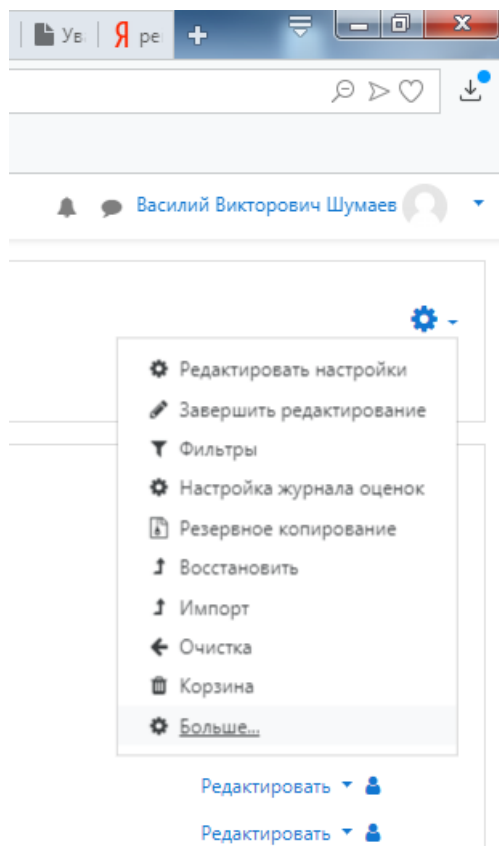 Ув
Я ре
Василий Викторович Шумаев
Редактировать настройки
Завершить редактирование
Фильтры
Настройка журнала оценок
Резервное копирование
Восстановить
Импорт
Очистка
Корзина
Больше...
Редактировать
Редактировать